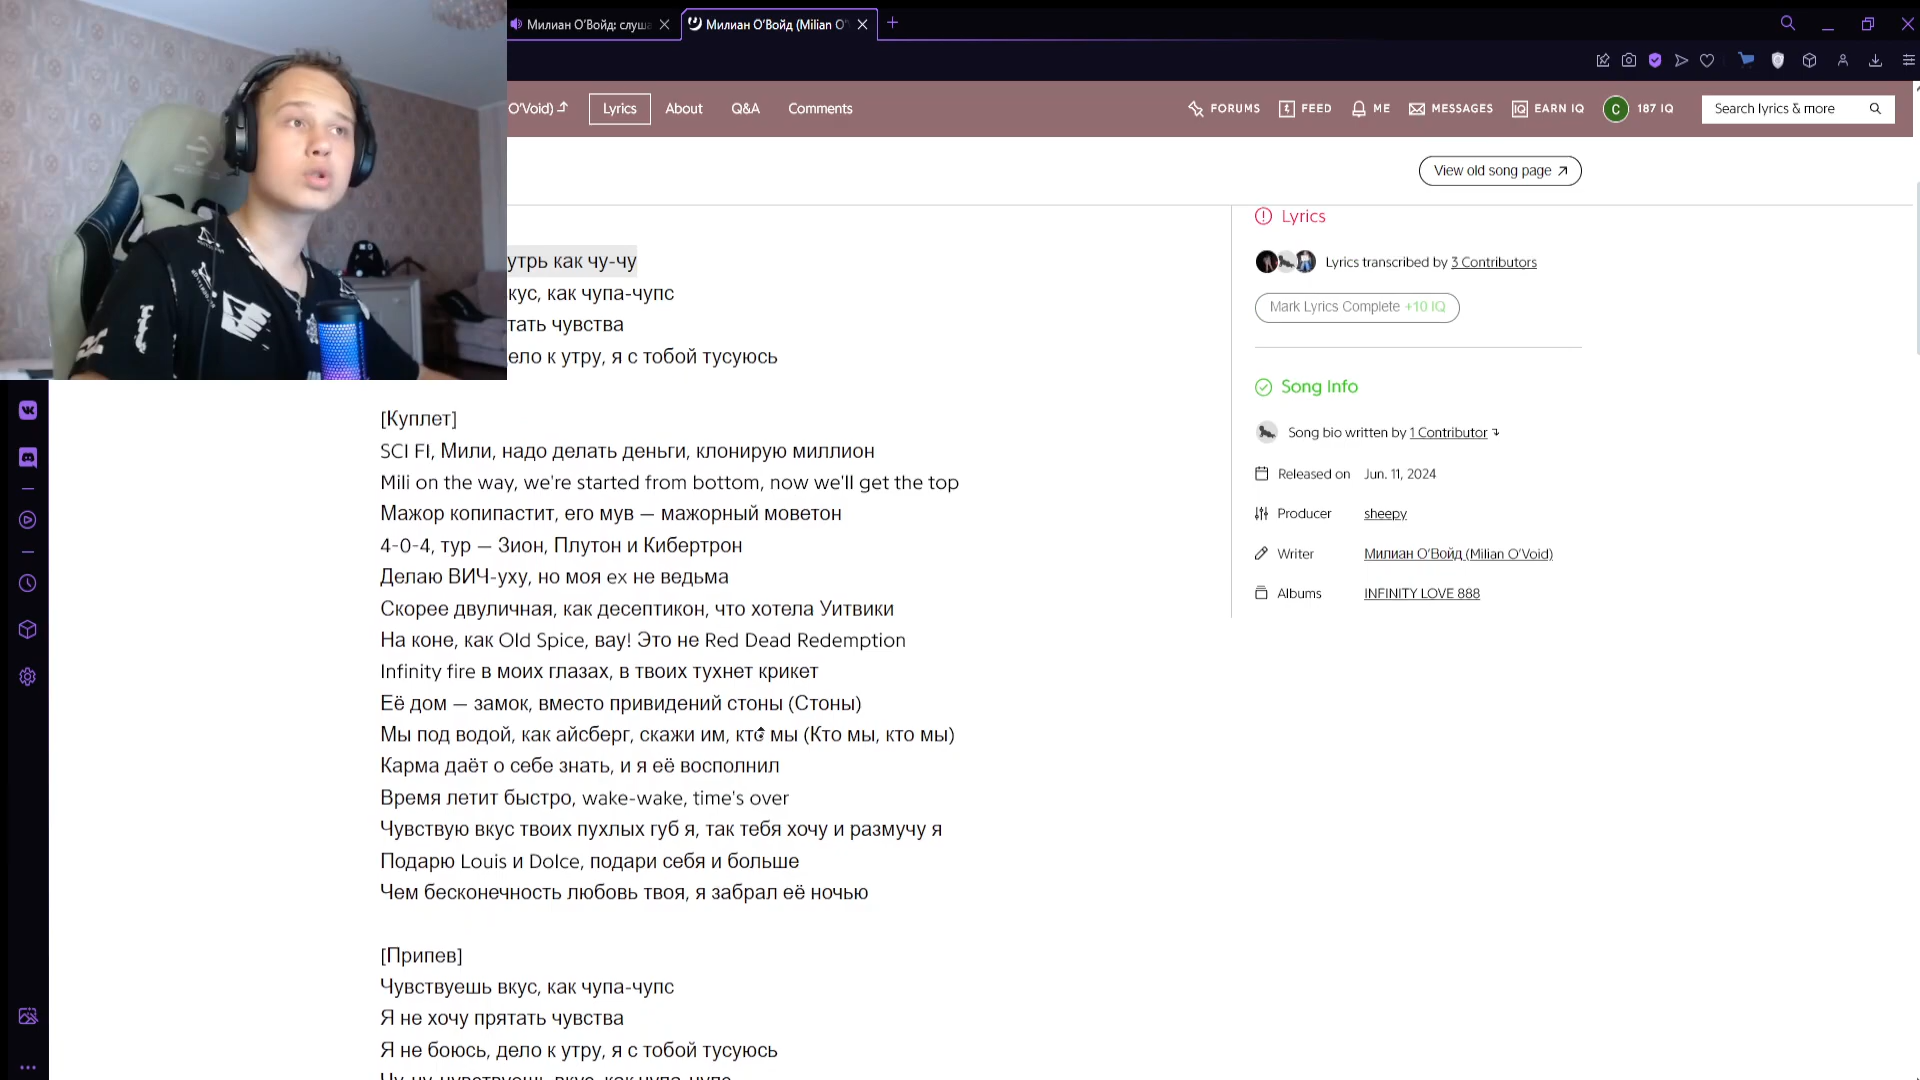 Милиан О'Войд: слуша
Милиан О'Войд (Milian O'
O'Void)
Lyrics
About
Q&A
Comments
FORUMS
FEED
ME
MESSAGES
EARN IQ
C
187 IQ
Search lyrics & more
View old song page
утрь как чу-чу
кус, как чупа-чупс
тать чувства
ело к утру, я с тобой тусуюсь
[Куплет]
SCI FI, Мили, надо делать деньги, клонирую миллион
Mili on the way, we're started from bottom, now we'll get the top
Мажор копипастит, его мув — мажорный моветон
4-0-4, тур — Зион, Плутон и Кибертрон
Делаю ВИЧ-уху, но моя ex не ведьма
Скорее двуличная, как десептикон, что хотела Уитвики
На коне, как Old Spice, вау! Это не Red Dead Redemption
Infinity fire в моих глазах, в твоих тухнет крикет
Её дом — замок, вместо привидений стоны (Стоны)
Мы под водой, как айсберг, скажи им, кто мы (Кто мы, кто мы)
Карма даёт о себе знать, и я её восполнил
Время летит быстро, wake-wake, time's over
Чувствую вкус твоих пухлых губ я, так тебя хочу и размучу я
Подарю Louis и Dolce, подари себя и больше
Чем бесконечность любовь твоя, я забрал её ночью
[Припев]
Чувствуешь вкус, как чупа-чупс
Я не хочу прятать чувства
Я не боюсь, дело к утру, я с тобой тусуюсь
Чу-чу-чувствуешь вкус, как чупа-чупс
Lyrics
Lyrics transcribed by 3 Contributors
Mark Lyrics Complete +10 IQ
Song Info
Song bio written by 1 Contributor
Released on Jun. 11, 2024
Producer sheepy
Writer Милиан О'Войд (Milian O'Void)
Albums INFINITY LOVE 888